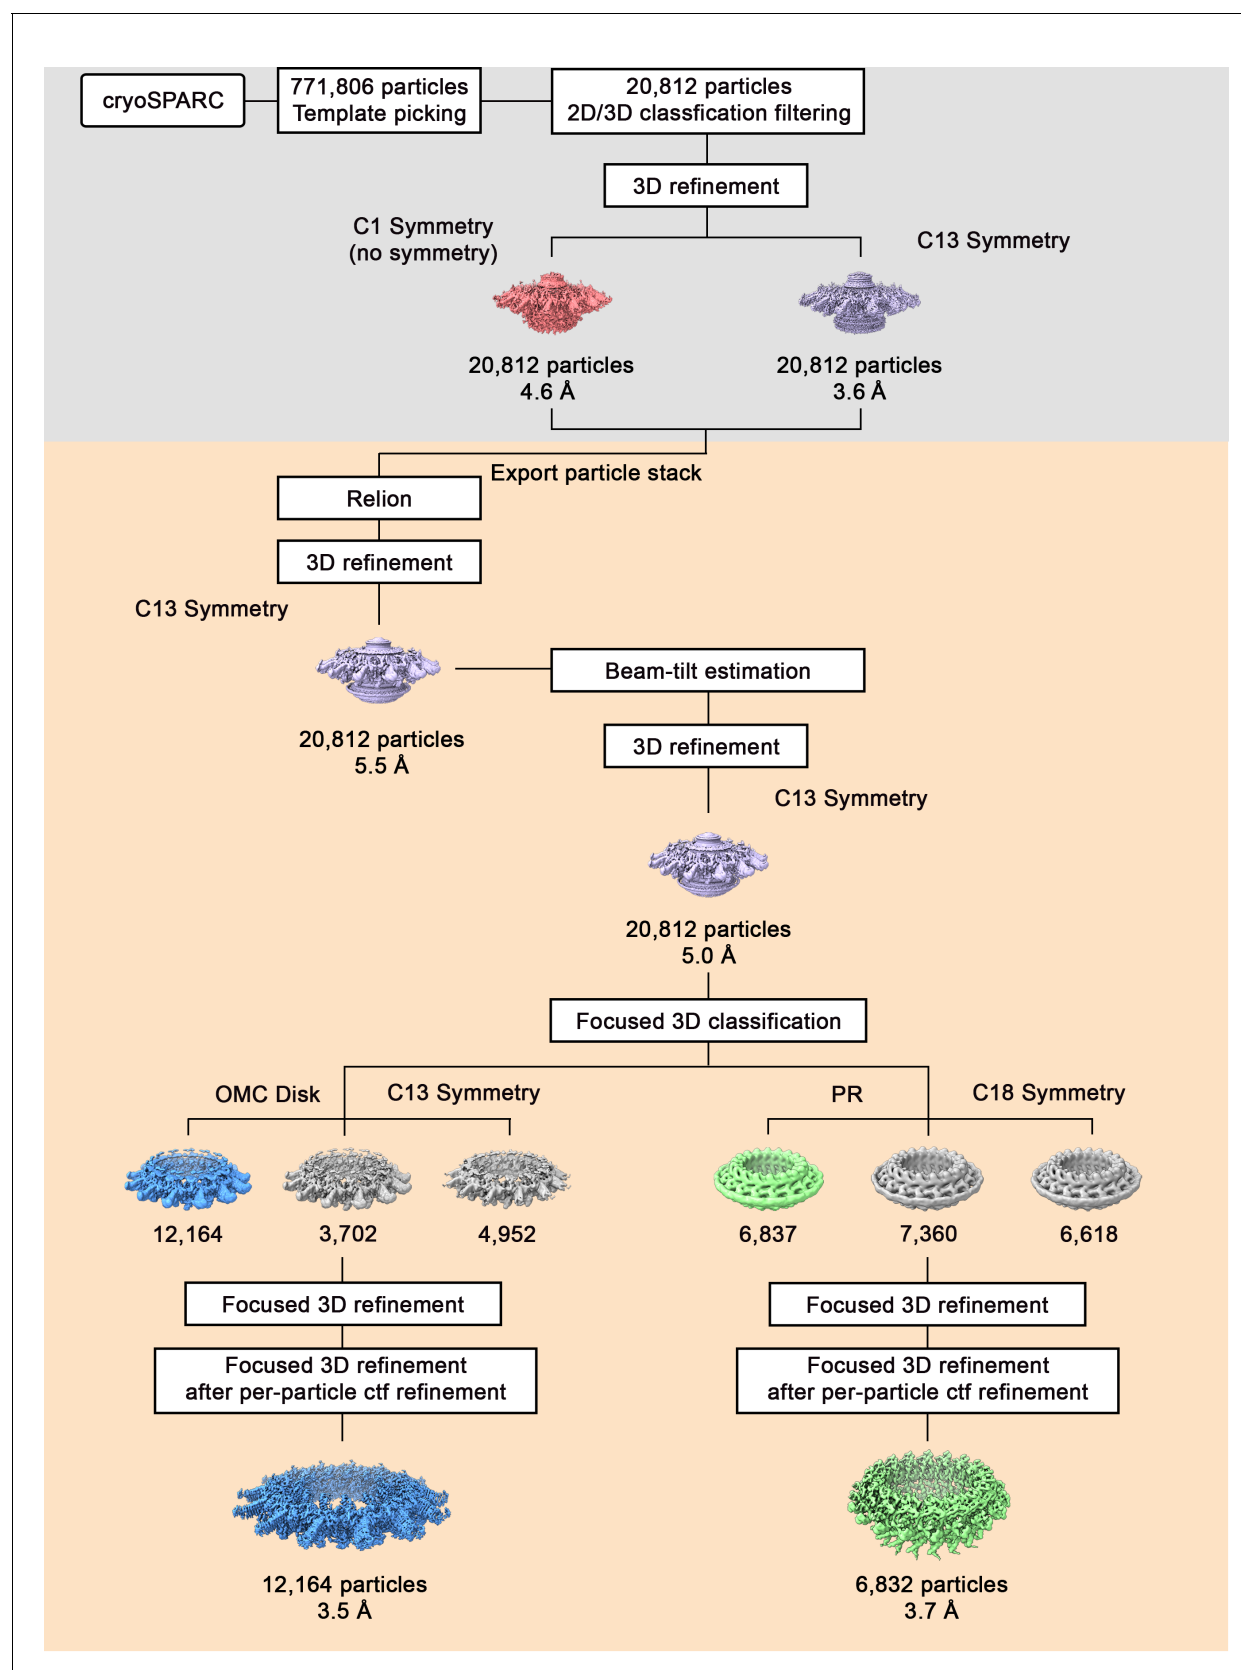 cryoSPARC
771,806 particles
Template picking
20,812 particles
2D/3D classfication filtering
3D refinement
C1 Symmetry
(no symmetry)
C13 Symmetry
20,812 particles
4.6 Å
20,812 particles
3.6 Å
Export particle stack
Relion
3D refinement
C13 Symmetry
20,812 particles
5.5 Å
Beam-tilt estimation
3D refinement
C13 Symmetry
20,812 particles
5.0 Å
Focused 3D classification
OMC Disk
C13 Symmetry
PR
C18 Symmetry
12,164
3,702
4,952
6,837
7,360
6,618
Focused 3D refinement
Focused 3D refinement
after per-particle ctf refinement
12,164 particles
3.5 Å
Focused 3D refinement
Focused 3D refinement
after per-particle ctf refinement
6,832 particles
3.7 Å